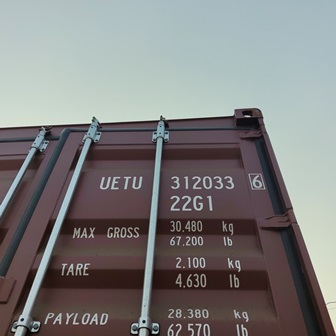 UETU 312033 6
22G1
MAX GROSS 30.480 kg
67.200 lb
TARE 2.100 kg
4,630 lb
PAYLOAD 28,380 kg
62,570 lb